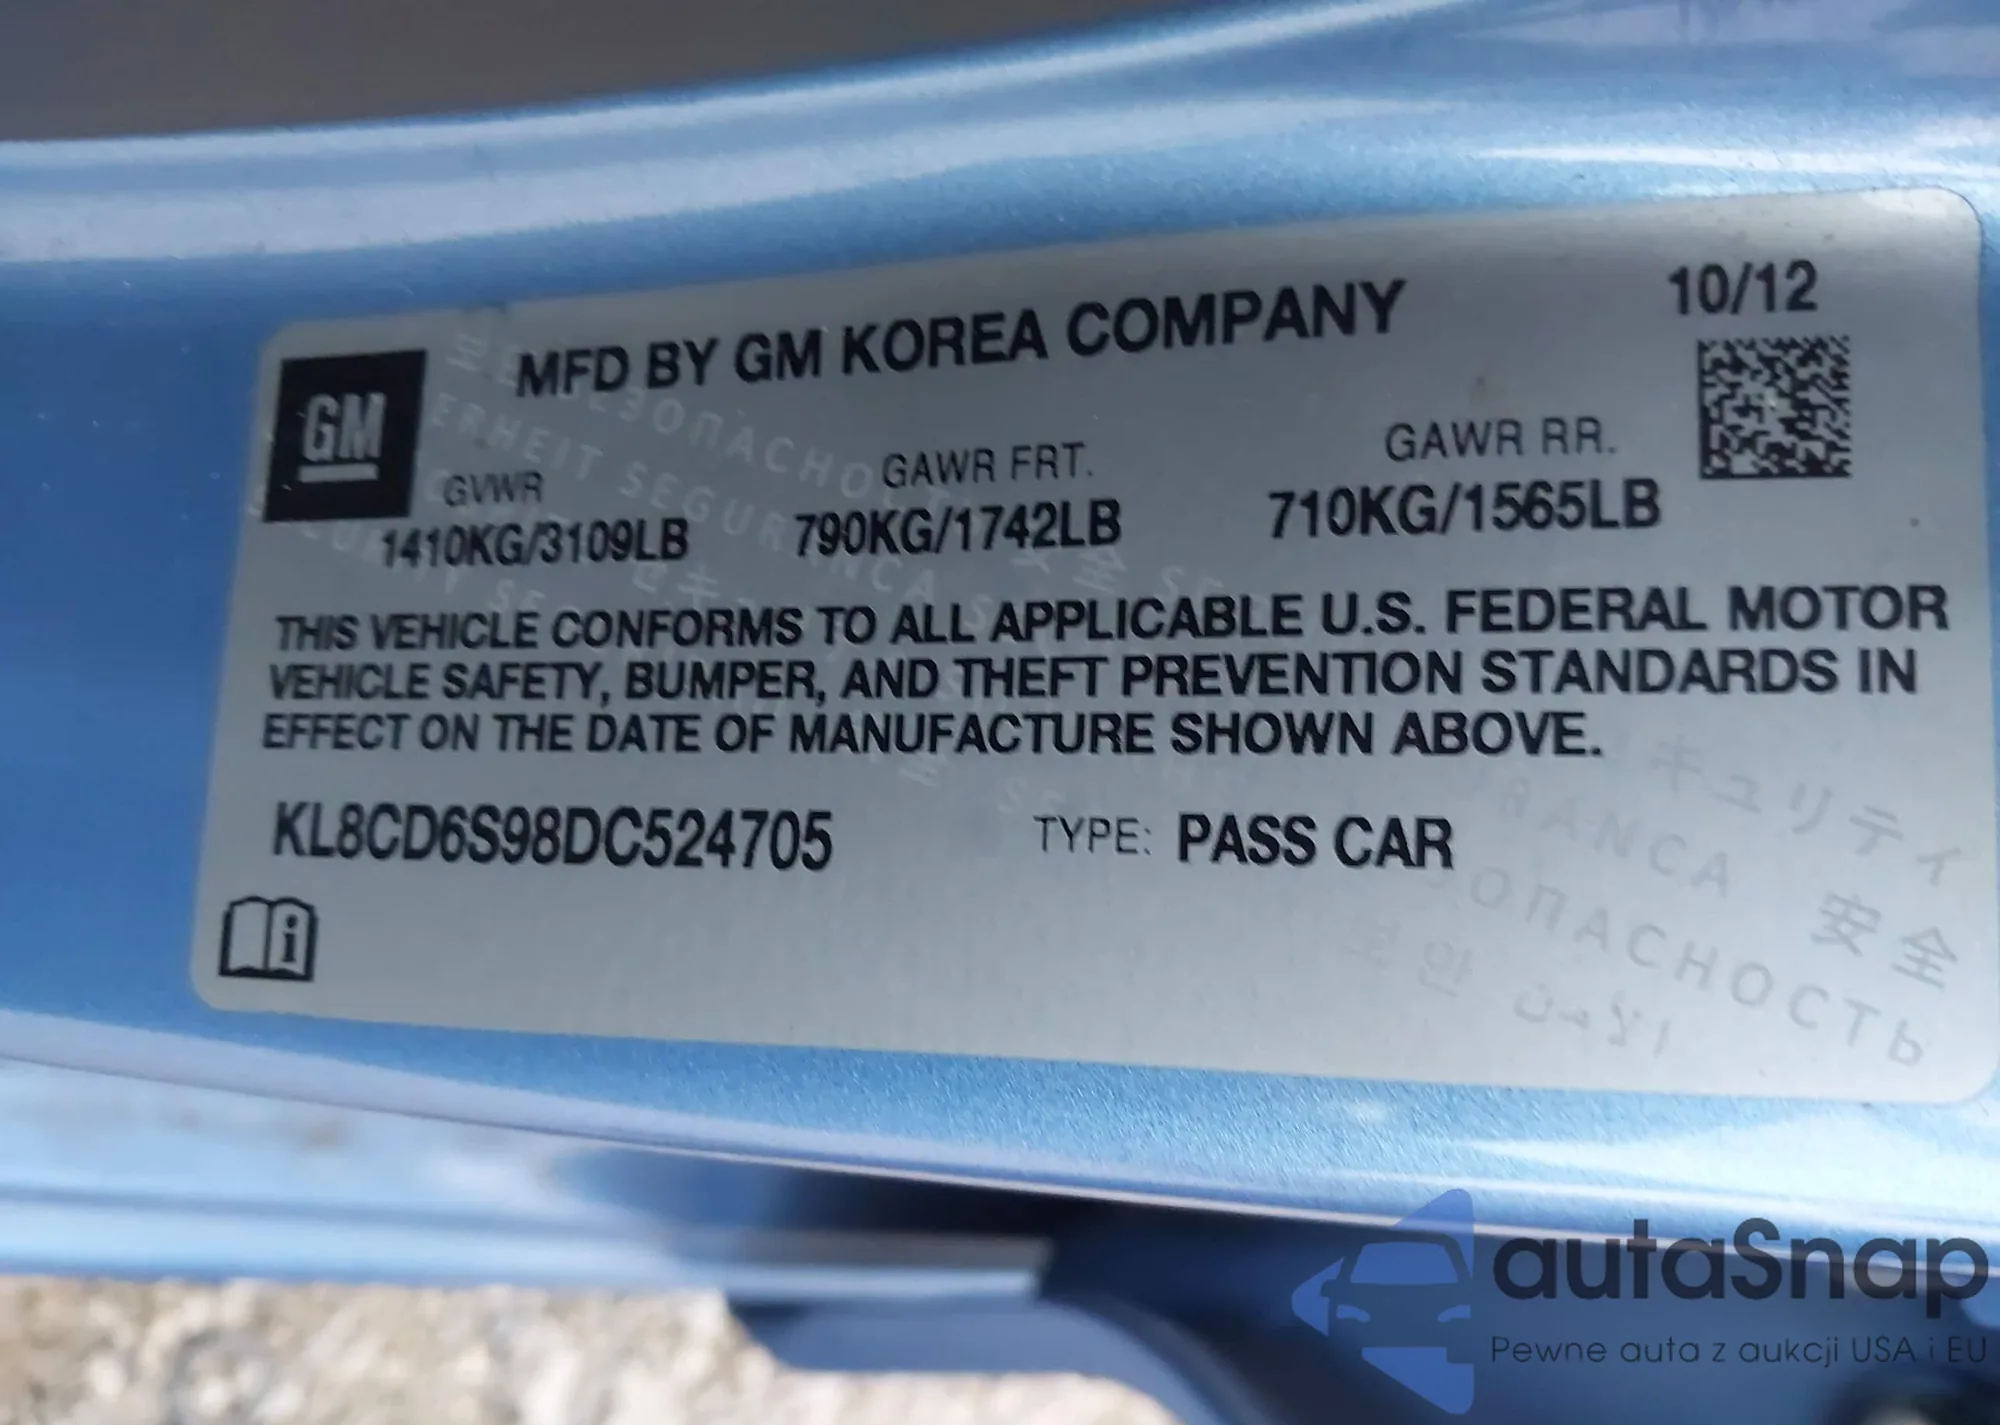 MFD BY GM KOREA COMPANY
10/12
GM
GVWR
GAWR FRT.
GAWR RR.
1410KG/3109LB
790KG/1742LB
710KG/1565LB
THIS VEHICLE CONFORMS TO ALL APPLICABLE U.S. FEDERAL MOTOR
VEHICLE SAFETY, BUMPER, AND THEFT PREVENTION STANDARDS IN
EFFECT ON THE DATE OF MANUFACTURE SHOWN ABOVE.
KL8CD6S98DC524705
TYPE: PASS CAR
autaSnap
Pewne auta z aukcji USA i EU